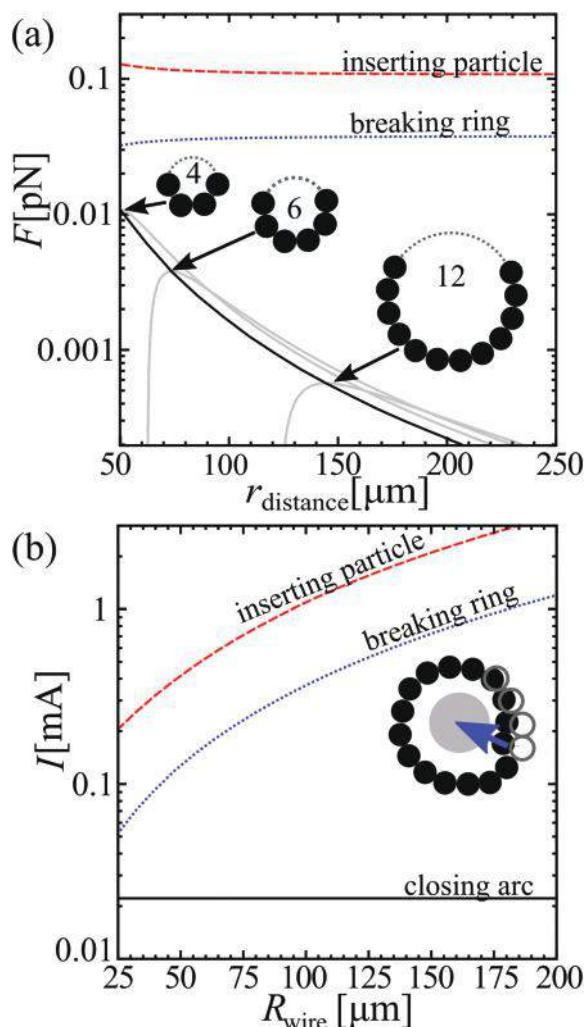 (a)
inserting particle
breaking ring
4
6
12
0.1
0.01
0.001
F[pN]
50
100
150
200
250
r_distance[μm]
(b)
inserting particle
breaking ring
closing arc
1
0.1
0.01
I[mA]
25
50
75
100
125
150
175
200
R_wire [μm]